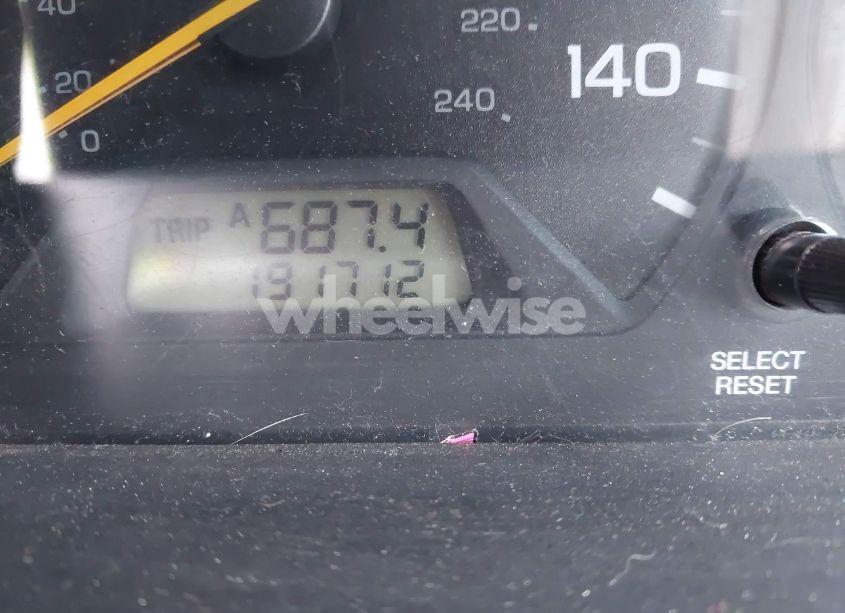 40
220
140
20
240
0
TRIP A 687.4
191712
wheelwise
SELECT
RESET